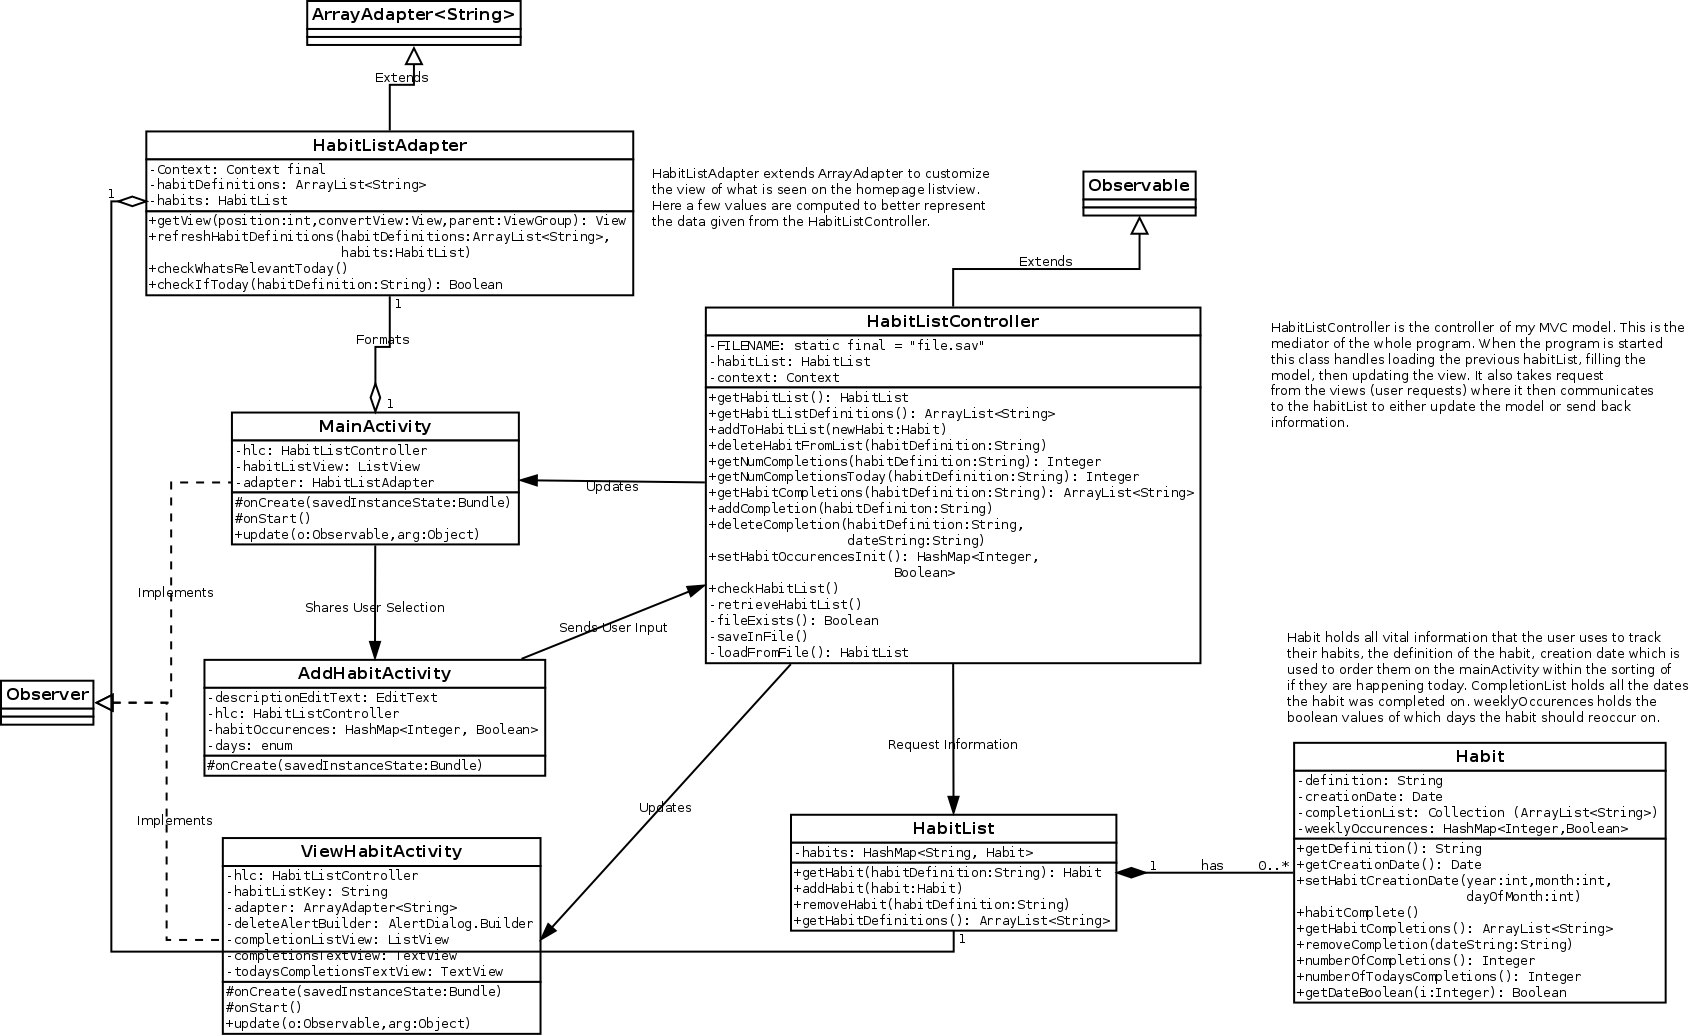 ArrayAdapter<String>
Extends
HabitListAdapter
-Context: Context final
-habitDefinitions: ArrayList<String>
-habits: HabitList
+getView(position:int,convertView:View,parent:ViewGroup): View
+refreshHabitDefinitions(habitDefinitions:ArrayList<String>,
habits:HabitList)
+checkWhatsRelevantToday()
+checkIfToday(habitDefinition:String): Boolean
1
1
Formats
1
HabitListAdapter extends ArrayAdapter to customize
the view of what is seen on the homepage listview.
Here a few values are computed to better represent
the data given from the HabitListController.
Observable
Extends
HabitListController
-FILENAME: static final = "file.sav"
-habitList: HabitList
-context: Context
+getHabitList(): HabitList
+getHabitListDefinitions(): ArrayList<String>
+addToHabitList(newHabit:Habit)
+deleteHabitFromList(habitDefinition:String)
+getNumCompletions(habitDefinition:String): Integer
+getNumCompletionsToday(habitDefinition:String): Integer
+getHabitCompletions(habitDefinition:String): ArrayList<String>
+addCompletion(habitDefiniton:String)
+deleteCompletion(habitDefinition:String,
dateString:String)
+setHabitOccurencesInit(): HashMap<Integer,
Boolean>
+checkHabitList()
-retrieveHabitList()
-fileExists(): Boolean
-saveInFile()
-loadFromFile(): HabitList
HabitListController is the controller of my MVC model. This is the
mediator of the whole program. When the program is started
this class handles loading the previous habitList, filling the
model, then updating the view. It also takes request
from the views (user requests) where it then communicates
to the habitList to either update the model or send back
information.
MainActivity
-hlc: HabitListController
-habitListView: ListView
-adapter: HabitListAdapter
#onCreate(savedInstanceState:Bundle)
#onStart()
+update(o:Observable,arg:Object)
Updates
Implements
Shares User Selection
Sends User Input
Observer
AddHabitActivity
-descriptionEditText: EditText
-hlc: HabitListController
-habitOccurences: HashMap<Integer, Boolean>
-days: enum
#onCreate(savedInstanceState:Bundle)
Habit holds all vital information that the user uses to track
their habits, the definition of the habit, creation date which is
used to order them on the mainActivity within the sorting of
if they are happening today. CompletionList holds all the dates
the habit was completed on. weeklyOccurences holds the
boolean values of which days the habit should reoccur on.
Request Information
Updates
Implements
ViewHabitActivity
-hlc: HabitListController
-habitListKey: String
-adapter: ArrayAdapter<String>
-deleteAlertBuilder: AlertDialog.Builder
-completionListView: ListView
-completionsTextView: TextView
-todaysCompletionsTextView: TextView
#onCreate(savedInstanceState:Bundle)
#onStart()
+update(o:Observable,arg:Object)
HabitList
-habits: HashMap<String, Habit>
+getHabit(habitDefinition:String): Habit
+addHabit(habit:Habit)
+removeHabit(habitDefinition:String)
+getHabitDefinitions(): ArrayList<String>
1
1 has 0..*
Habit
-definition: String
-creationDate: Date
-completionList: Collection (ArrayList<String>)
-weeklyOccurences: HashMap<Integer,Boolean>
+getDefinition(): String
+getCreationDate(): Date
+setHabitCreationDate(year:int,month:int,
dayOfMonth:int)
+habitComplete()
+getHabitCompletions(): ArrayList<String>
+removeCompletion(dateString:String)
+numberOfCompletions(): Integer
+numberOfTodaysCompletions(): Integer
+getDateBoolean(i:Integer): Boolean